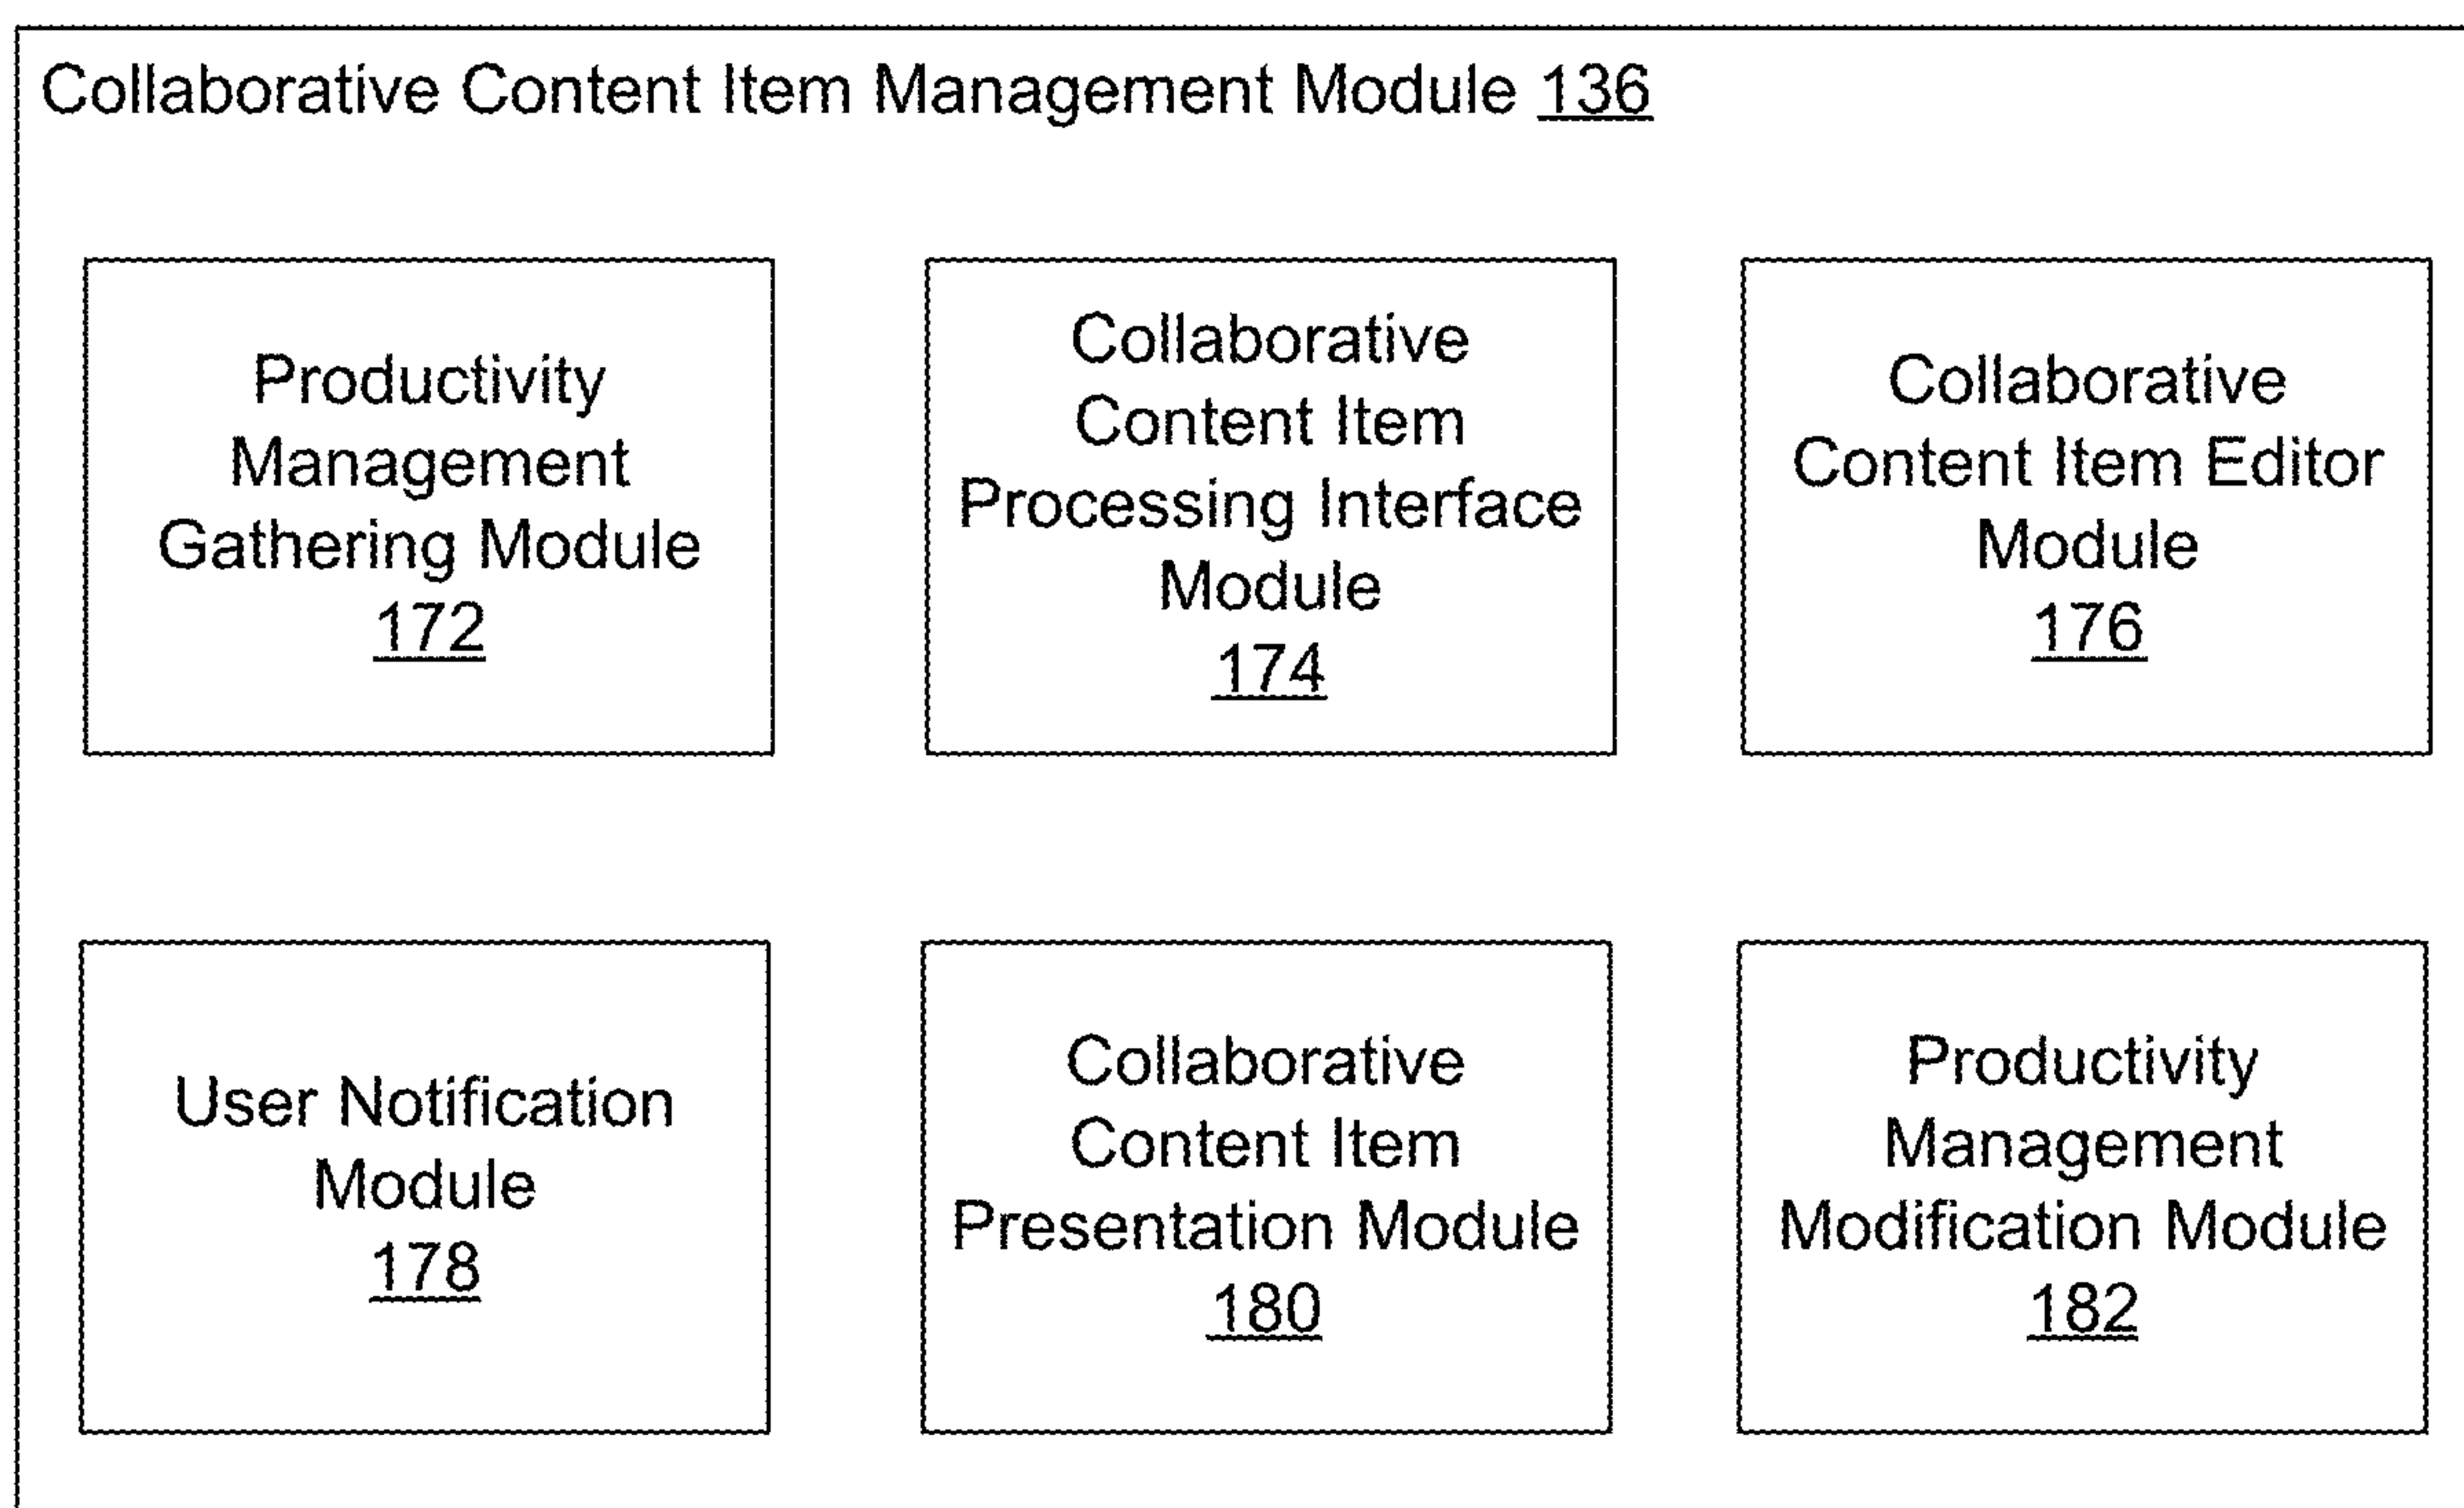 Collaborative Content Item Management Module 136
Productivity
Management
Gathering Module
172
Collaborative
Content Item
Processing Interface
Module
174
Collaborative
Content Item Editor
Module
176
User Notification
Module
178
Collaborative
Content Item
Presentation Module
180
Productivity
Management
Modification Module
182